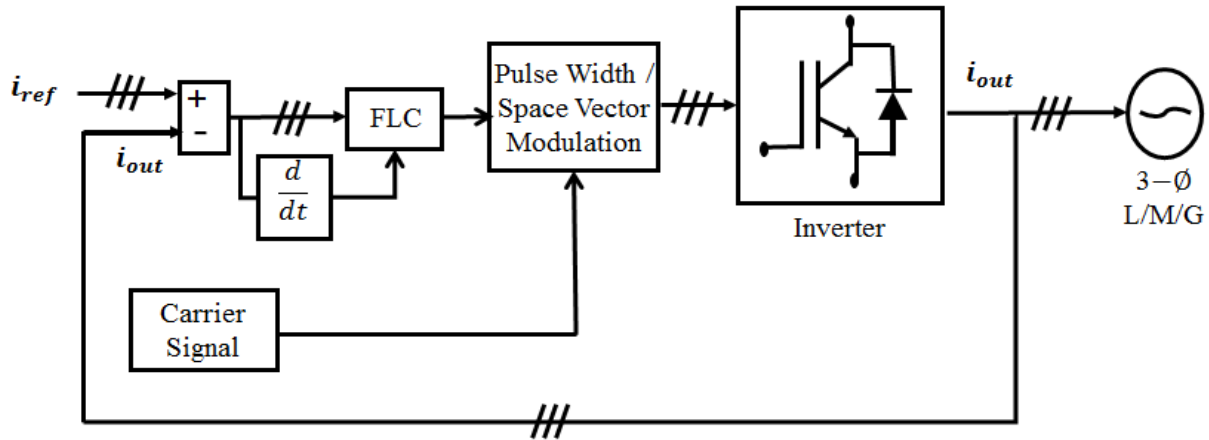 i_ref
+
-
i_out
FLC
d
dt
Pulse Width /
Space Vector
Modulation
Carrier
Signal
Inverter
i_out
3-Ø
L/M/G